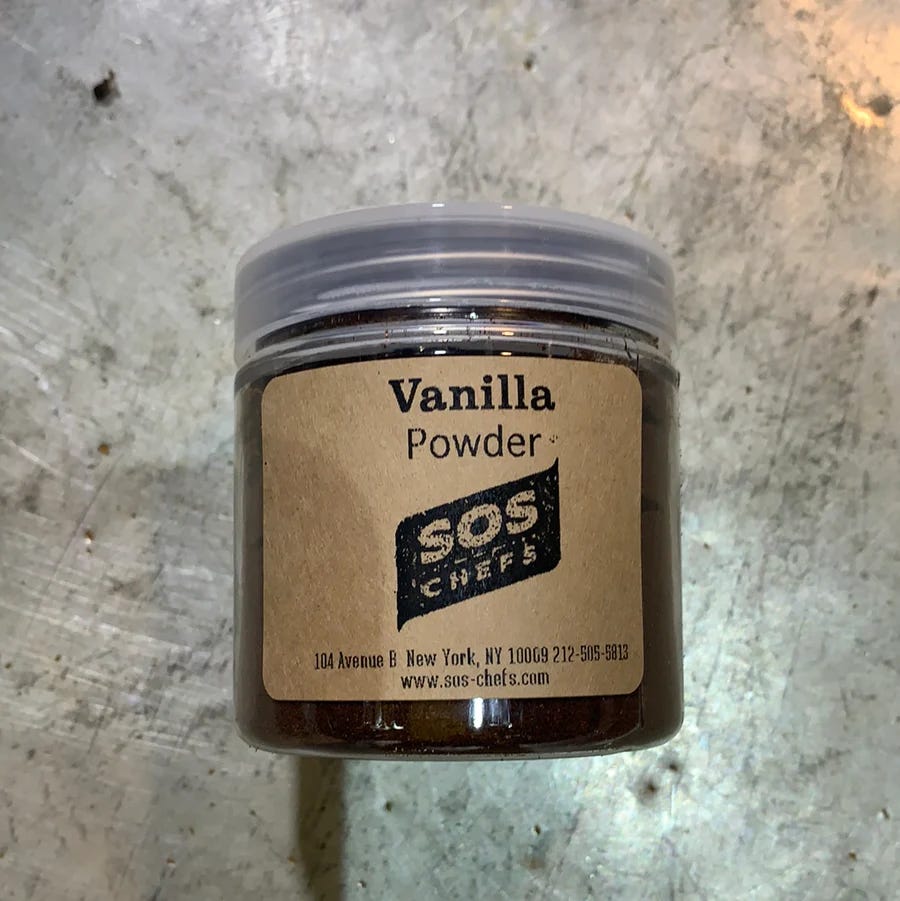 Vanilla
Powder
SOS
CHEFS
104 Avenue B New York, NY 10009 212-505-5813
www.sos-chefs.com